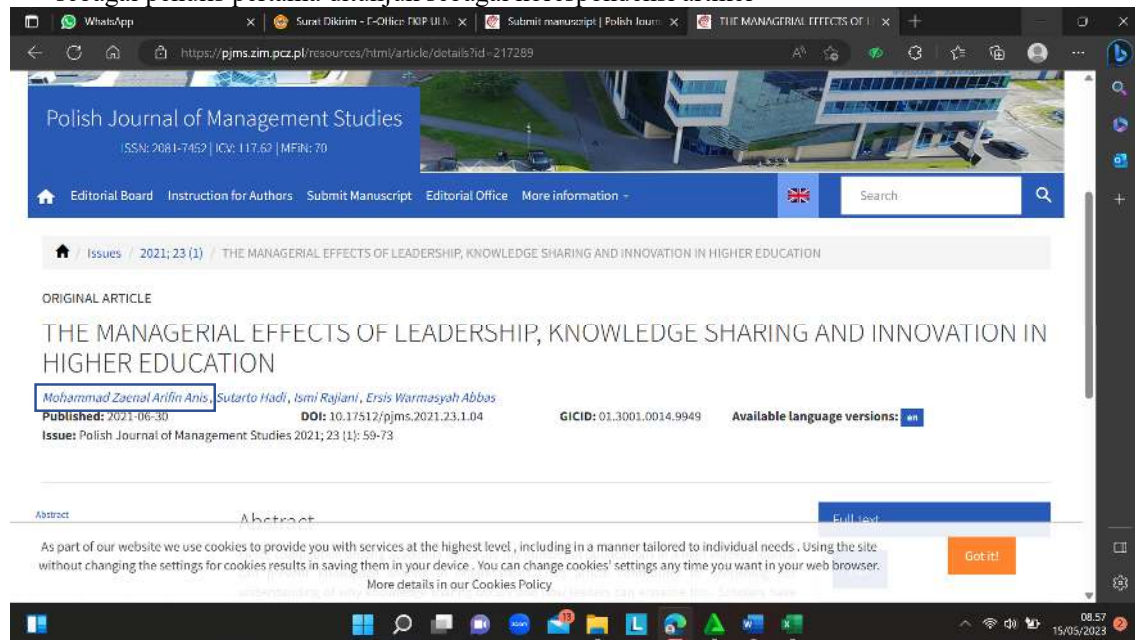 sebagai penulis pertama ditunjuk sebagai korespondensi artikel
WhatsApp
Surat Dikirim - E-Office FKIP ULM
Submit manuscript | Polish Journ
THE MANAGERIAL EFFECTS OF L
https://pjms.zim.pcz.pl/resources/html/article/details?id=217289
Polish Journal of Management Studies
ISSN: 2081-7452 | ICV: 117.62 | MEiN: 70
Editorial Board Instruction for Authors Submit Manuscript Editorial Office More information
Search
/ Issues / 2021; 23 (1) / THE MANAGERIAL EFFECTS OF LEADERSHIP, KNOWLEDGE SHARING AND INNOVATION IN HIGHER EDUCATION
ORIGINAL ARTICLE
THE MANAGERIAL EFFECTS OF LEADERSHIP, KNOWLEDGE SHARING AND INNOVATION IN
HIGHER EDUCATION
Mohammad Zaenal Arifin Anis, Sutarto Hadi, Ismi Rajiani, Ersis Warmasyah Abbas
Published: 2021-06-30 DOI: 10.17512/pjms.2021.23.1.04 GICID: 01.3001.0014.9949 Available language versions: en
Issue: Polish Journal of Management Studies 2021; 23 (1): 59-73
Abstract
Abstract
Full text
As part of our website we use cookies to provide you with services at the highest level , including in a manner tailored to individual needs . Using the site
without changing the settings for cookies results in saving them in your device . You can change cookies' settings any time you want in your web browser.
More details in our Cookies Policy
Got it!
08.57
15/05/2023